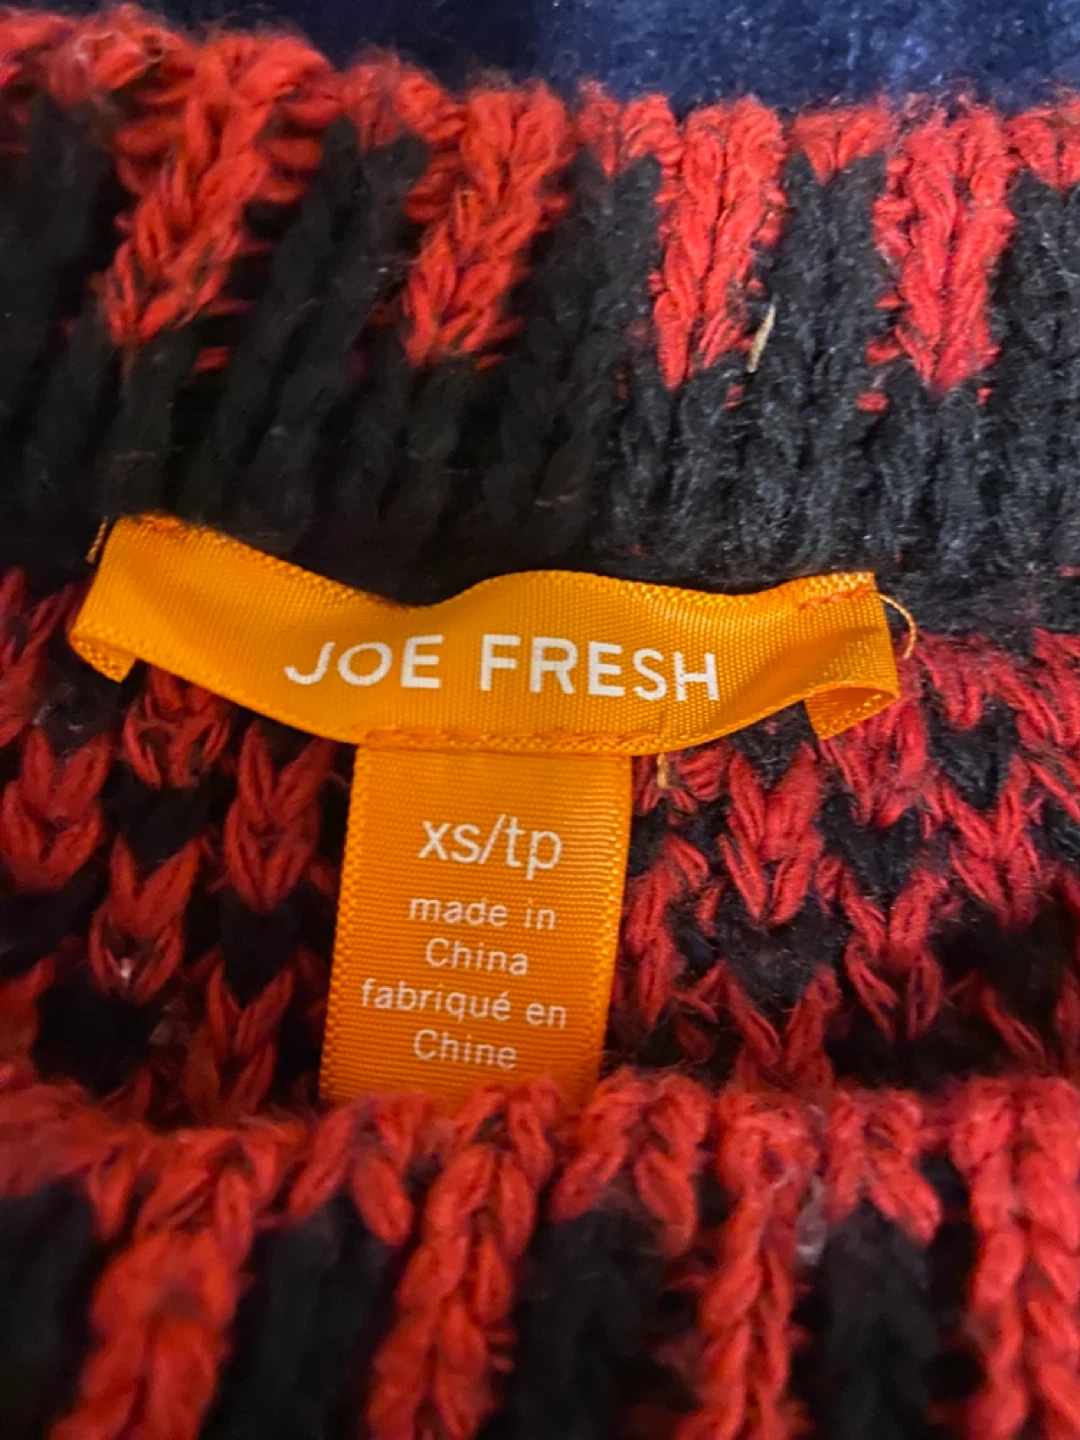 JOE FRESH
xs/tp
made in
China
fabriqué en
Chine